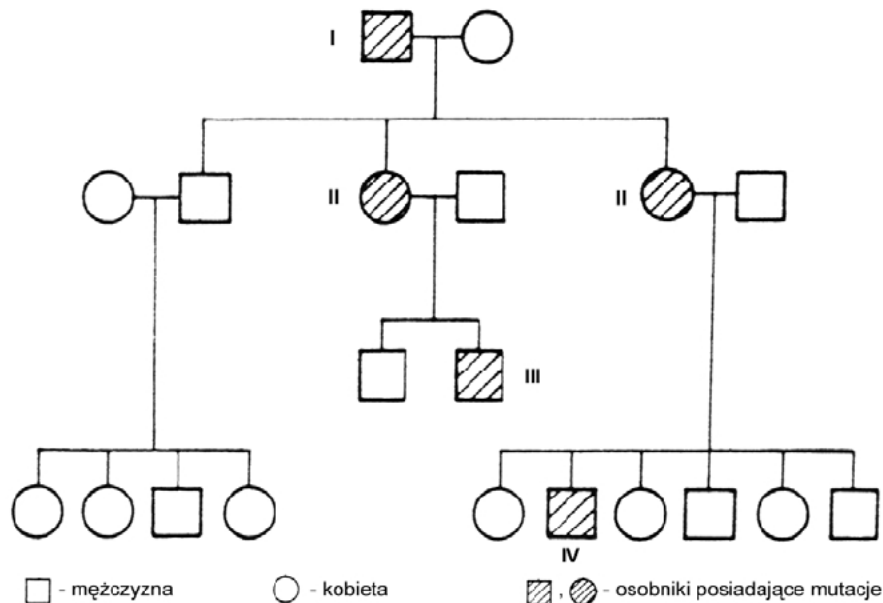 I
II
II
III
IV
- mężczyzna
- kobieta
, - osobniki posiadające mutacje